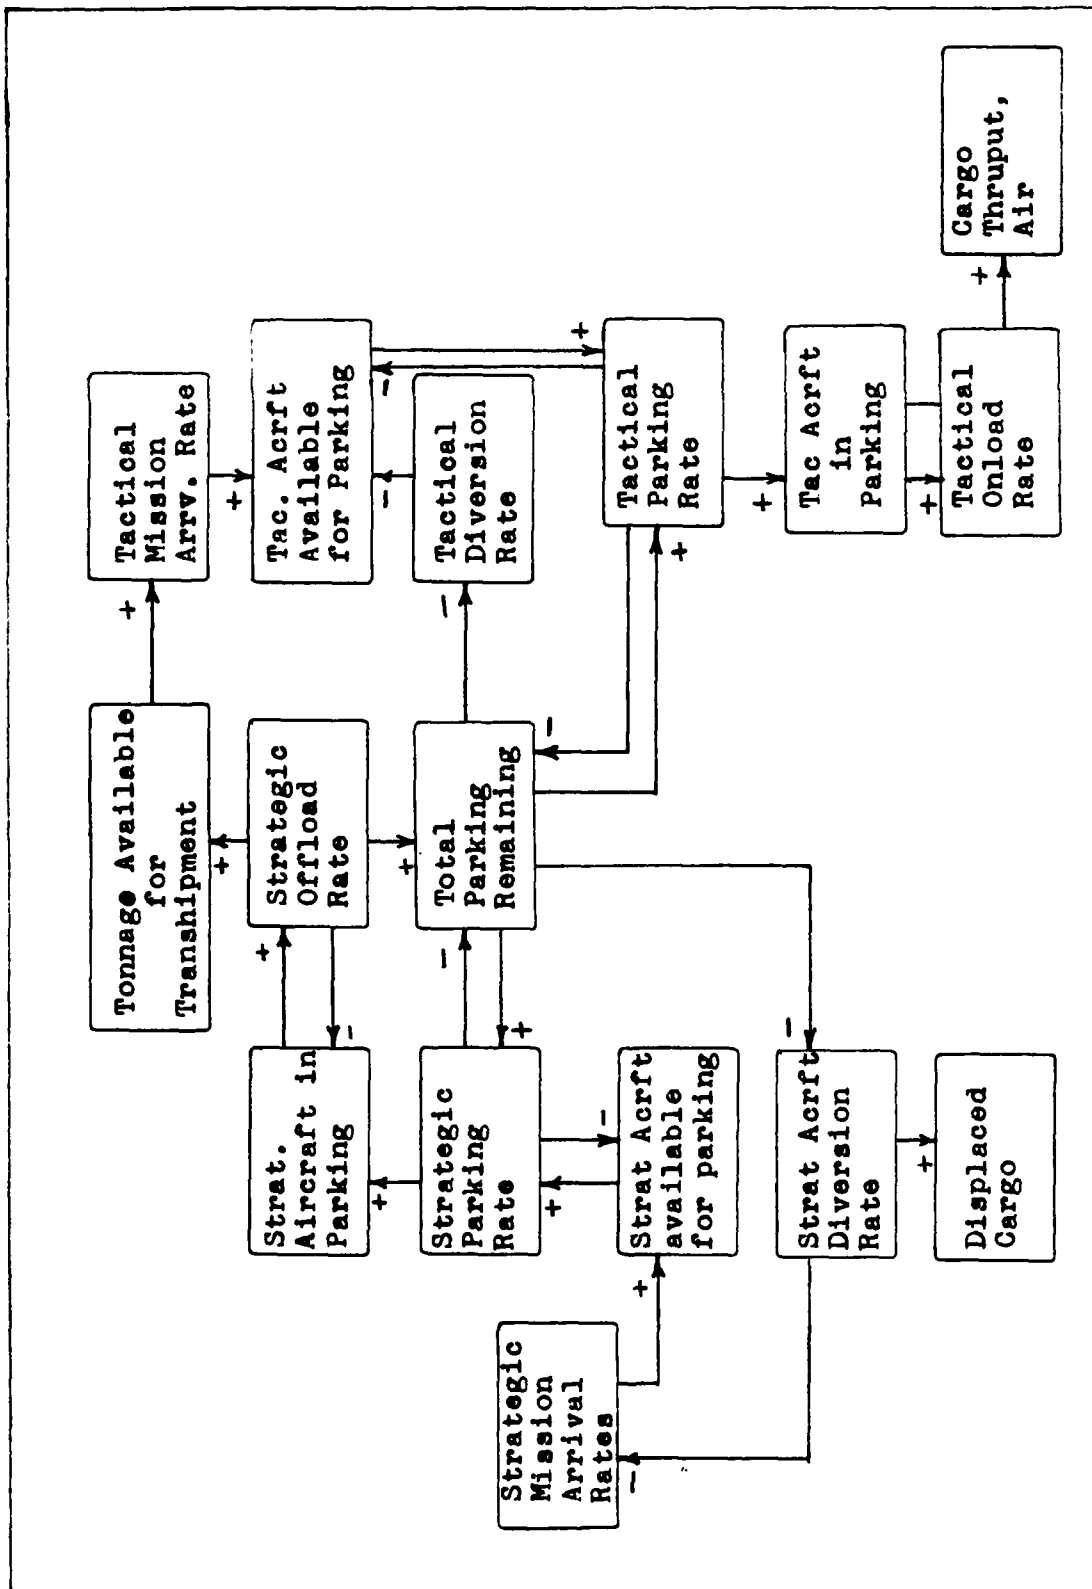 Tonnage Available
for
Transhipment
+
+
Tactical
Mission
Arrv. Rate
+
Strat.
Aircraft in
Parking
+
-
+
Strategic
Offload
Rate
+
Tac. Acrft
Available
for Parking
-
-
+
Strategic
Parking
Rate
-
+
+
Total
Parking
Remaining
-
-
Tactical
Diversion
Rate
Strategic
Mission
Arrival
Rates
-
+
Strat Acrft
available
for parking
+
-
Tactical
Parking
Rate
+
+
Strat Acrft
Diversion
Rate
-
+
Tac Acrft
in
Parking
+
Displaced
Cargo
Tactical
Onload
Rate
+
Cargo
Thruput,
Air